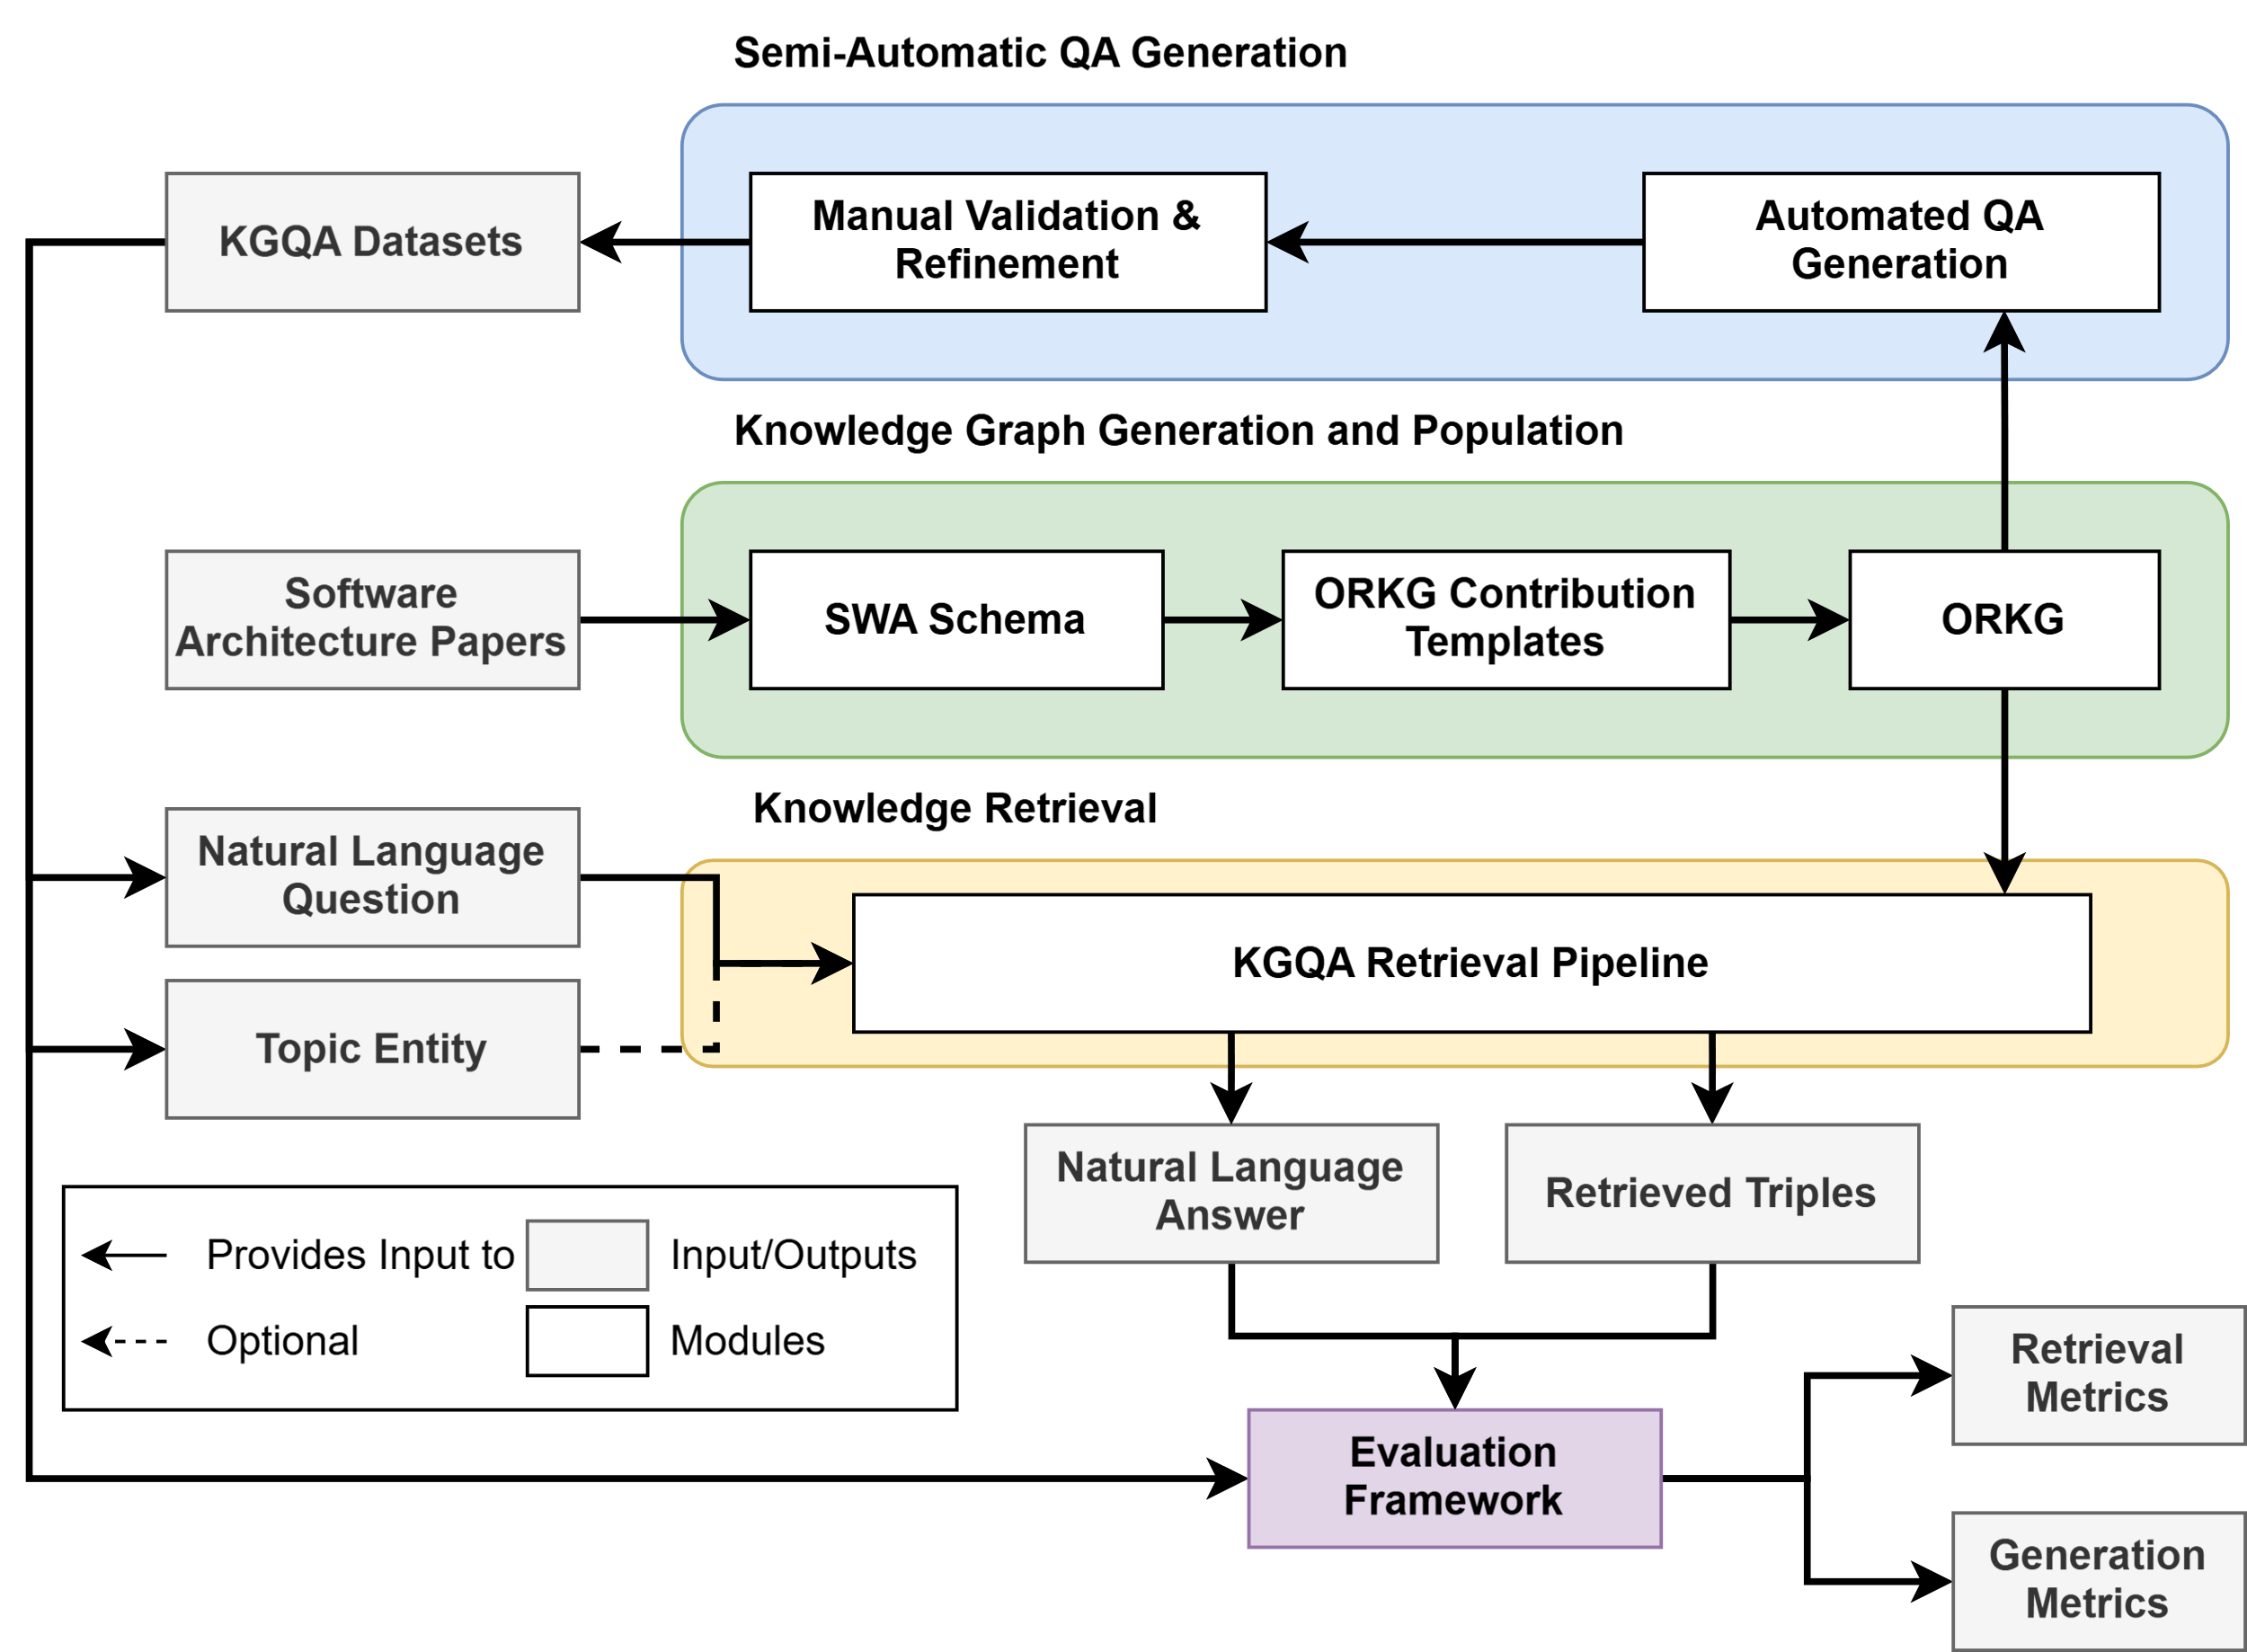 Semi-Automatic QA Generation
KGQA Datasets
Manual Validation &
Refinement
Automated QA
Generation
Knowledge Graph Generation and Population
Software
Architecture Papers
SWA Schema
ORKG Contribution
Templates
ORKG
Knowledge Retrieval
Natural Language
Question
KGQA Retrieval Pipeline
Topic Entity
Natural Language
Answer
Retrieved Triples
Provides Input to
Input/Outputs
Optional
Modules
Evaluation
Framework
Retrieval
Metrics
Generation
Metrics